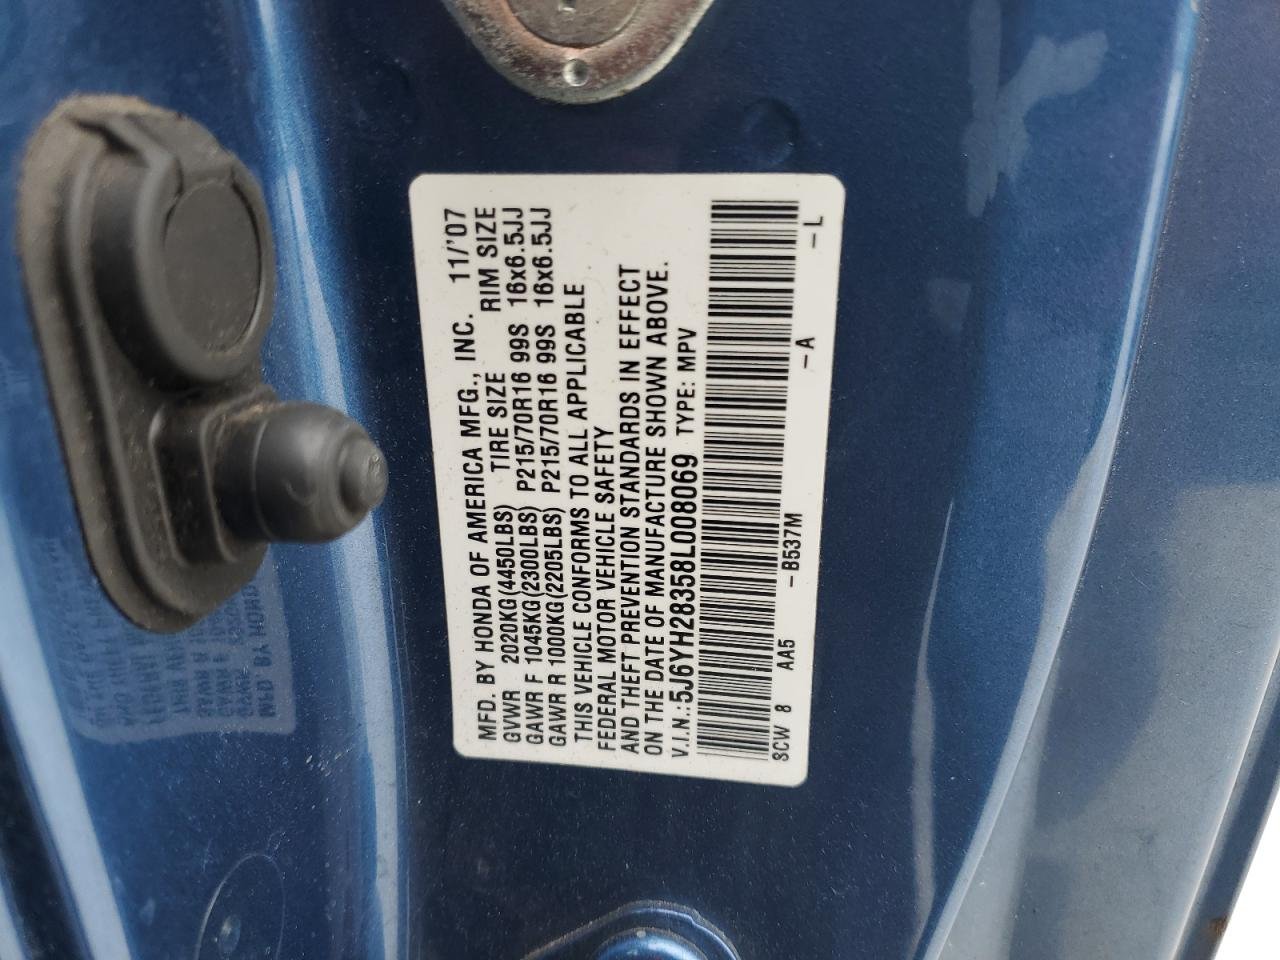 MFD. BY HONDA OF AMERICA MFG., INC. 11/'07
GVWR 2020KG(4450LBS) TIRE SIZE RIM SIZE
GAWR F 1045KG(2300LBS) P215/70R16 99S 16x6.5JJ
GAWR R 1000KG(2205LBS) P215/70R16 99S 16x6.5JJ
THIS VEHICLE CONFORMS TO ALL APPLICABLE
FEDERAL MOTOR VEHICLE SAFETY
AND THEFT PREVENTION STANDARDS IN EFFECT
ON THE DATE OF MANUFACTURE SHOWN ABOVE.
V.I.N.:5J6YH28358L008069 TYPE: MPV
SCW 8 AA5 -B537M -A -L